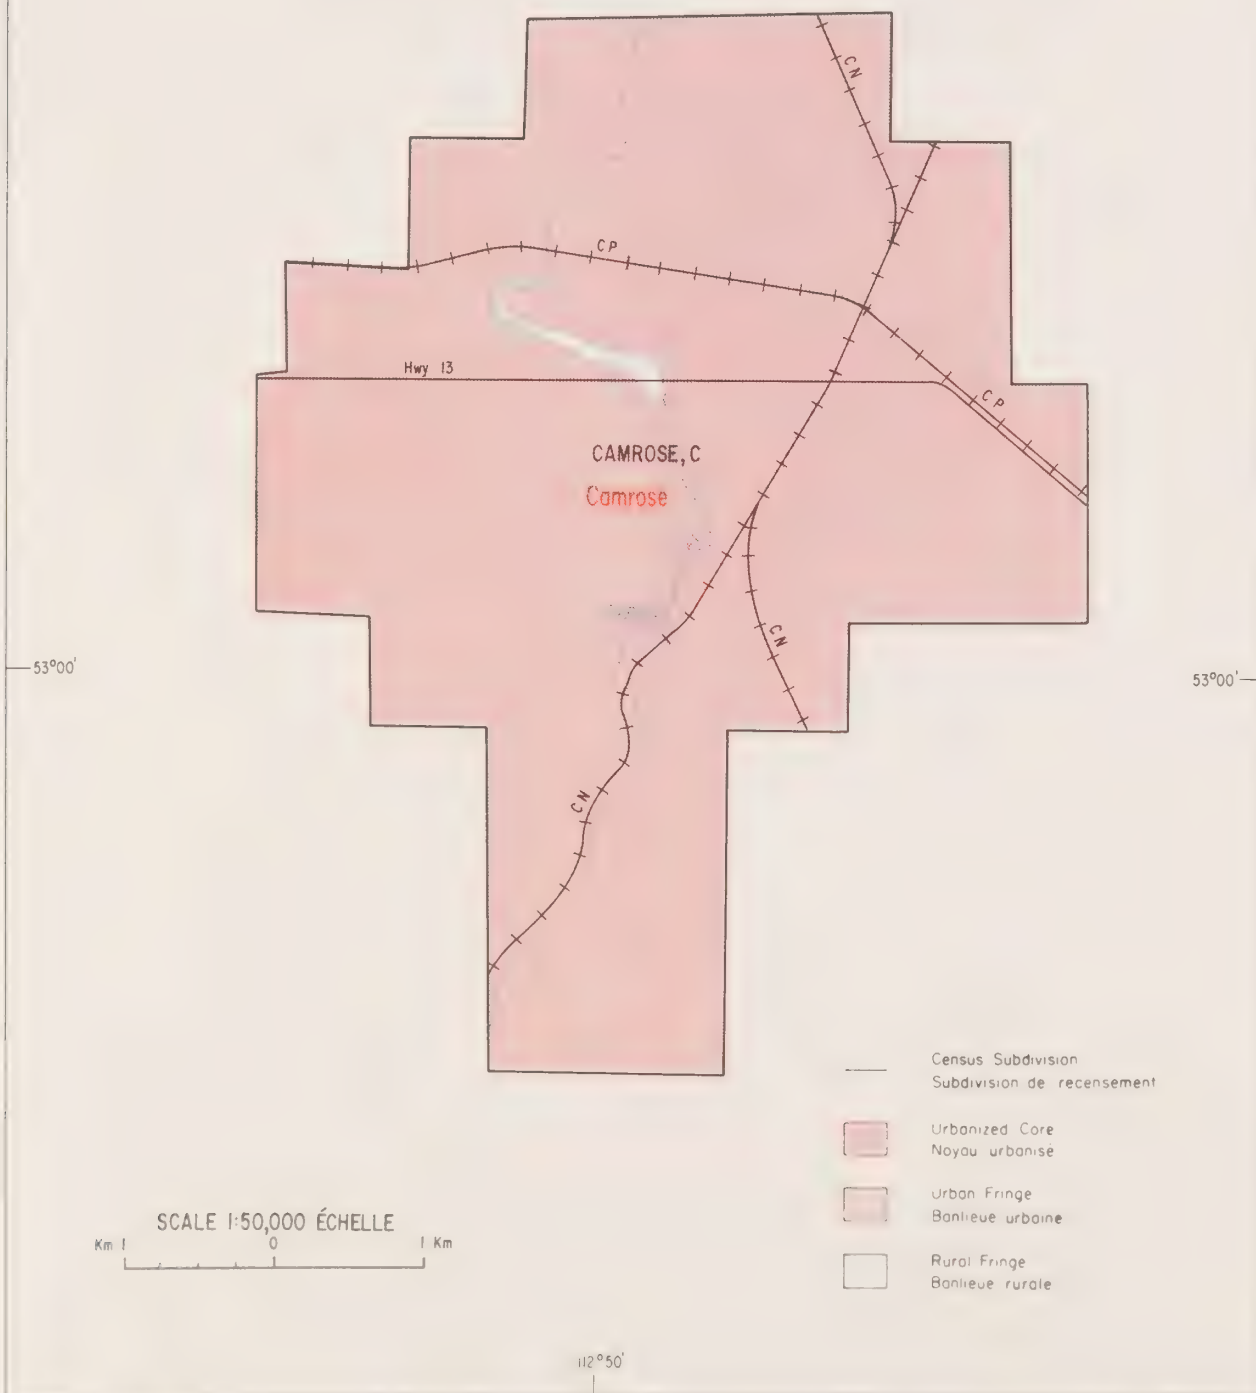 CN
CP
Hwy 13
CP
CAMROSE, C
Camrose
CN
53°00'
53°00'
CN
Census Subdivision
Subdivision de recensement
Urbanized Core
Noyau urbanisé
Urban Fringe
Banlieue urbaine
SCALE 1:50,000 ÉCHELLE
Km 1 0 1 Km
Rural Fringe
Banlieue rurale
112°50'